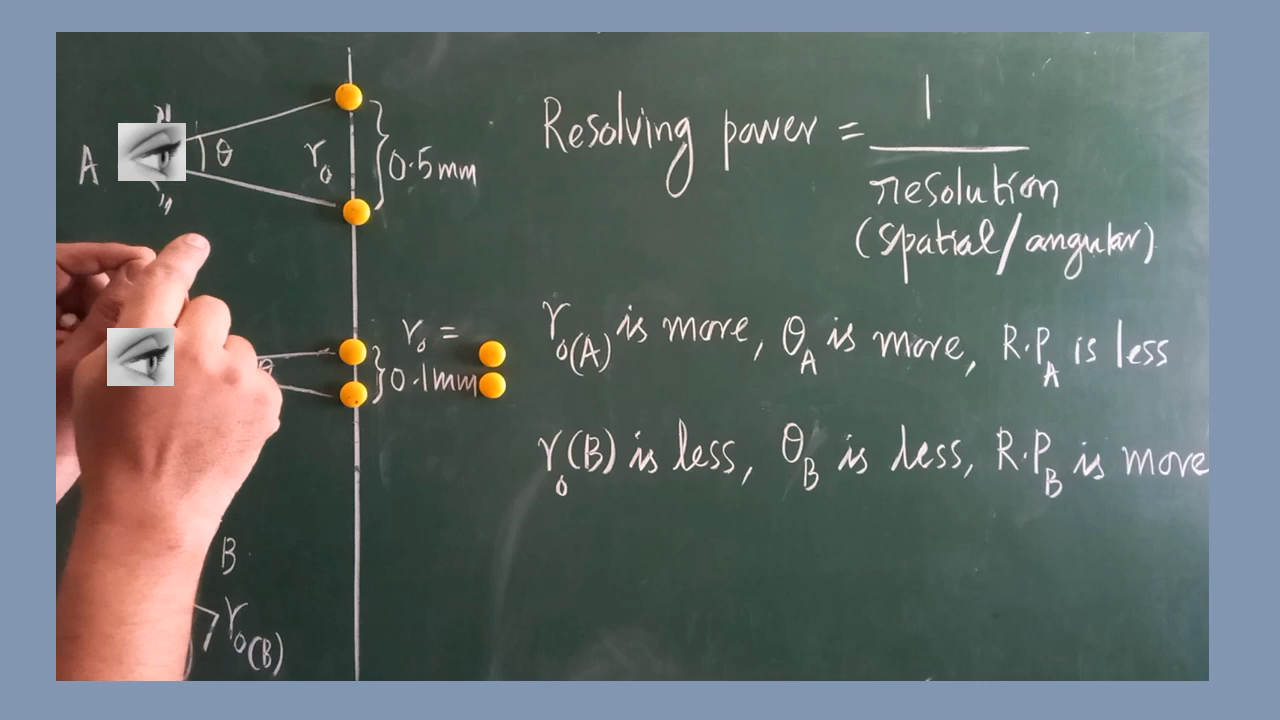 A
θ
r₀
0.5mm
Resolving power = 1
resolution
(spatial/angular)
r₀ =
0.1mm
θ
r₀(A) is more, θA is more, R.PA is less
r₀(B) is less, θB is less, R.PB is more
B
> r₀(B)